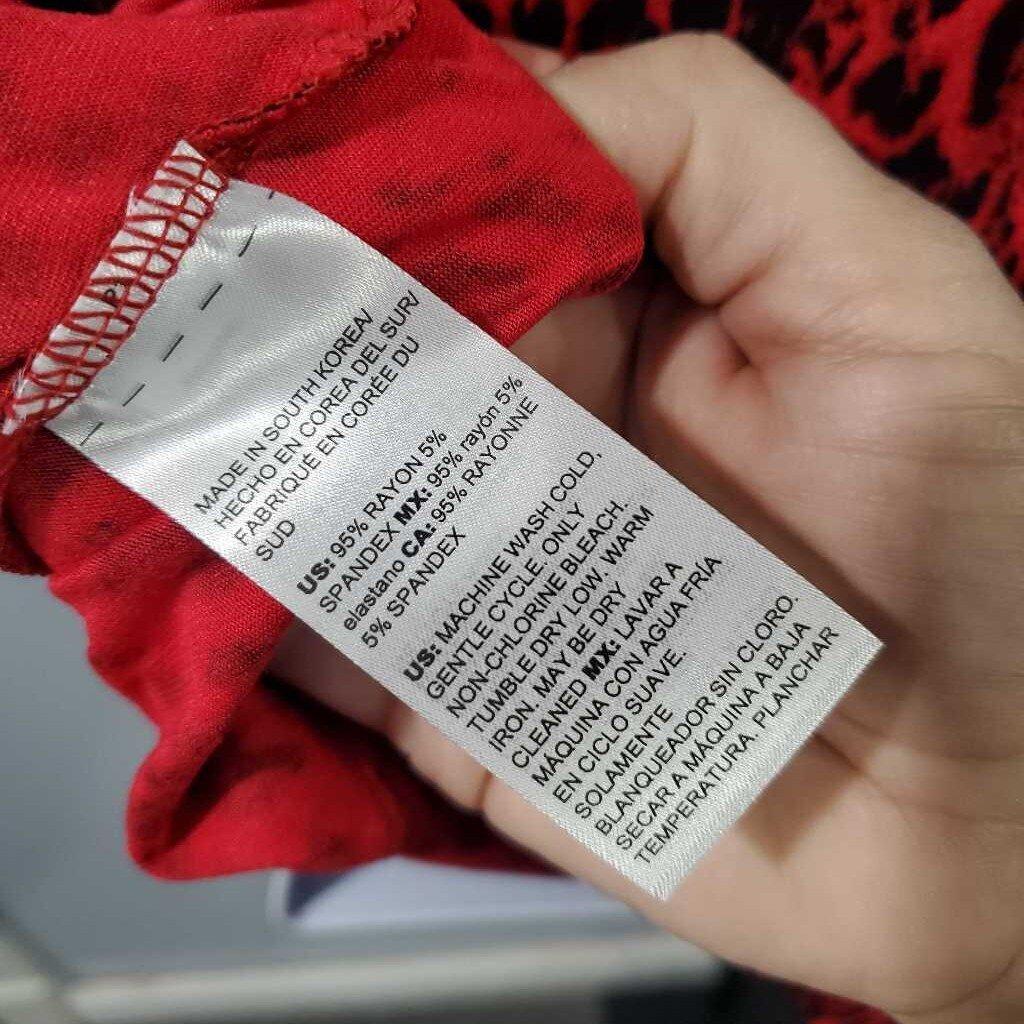 MADE IN SOUTH KOREA/
HECHO EN COREA DEL SUR/
FABRIQUÉ EN CORÉE DU
SUD
US: 95% RAYON 5%
SPANDEX MX: 95% rayón 5%
elastano CA: 95% RAYONNE
5% SPANDEX
US: MACHINE WASH COLD,
GENTLE CYCLE. ONLY
NON-CHLORINE BLEACH.
TUMBLE DRY LOW. WARM
IRON. MAY BE DRY
CLEANED MX: LAVAR A
MÁQUINA CON AGUA FRÍA
EN CICLO SUAVE.
SOLAMENTE
BLANQUEADOR SIN CLORO.
SECAR A MÁQUINA A BAJA
TEMPERATURA. PLANCHAR